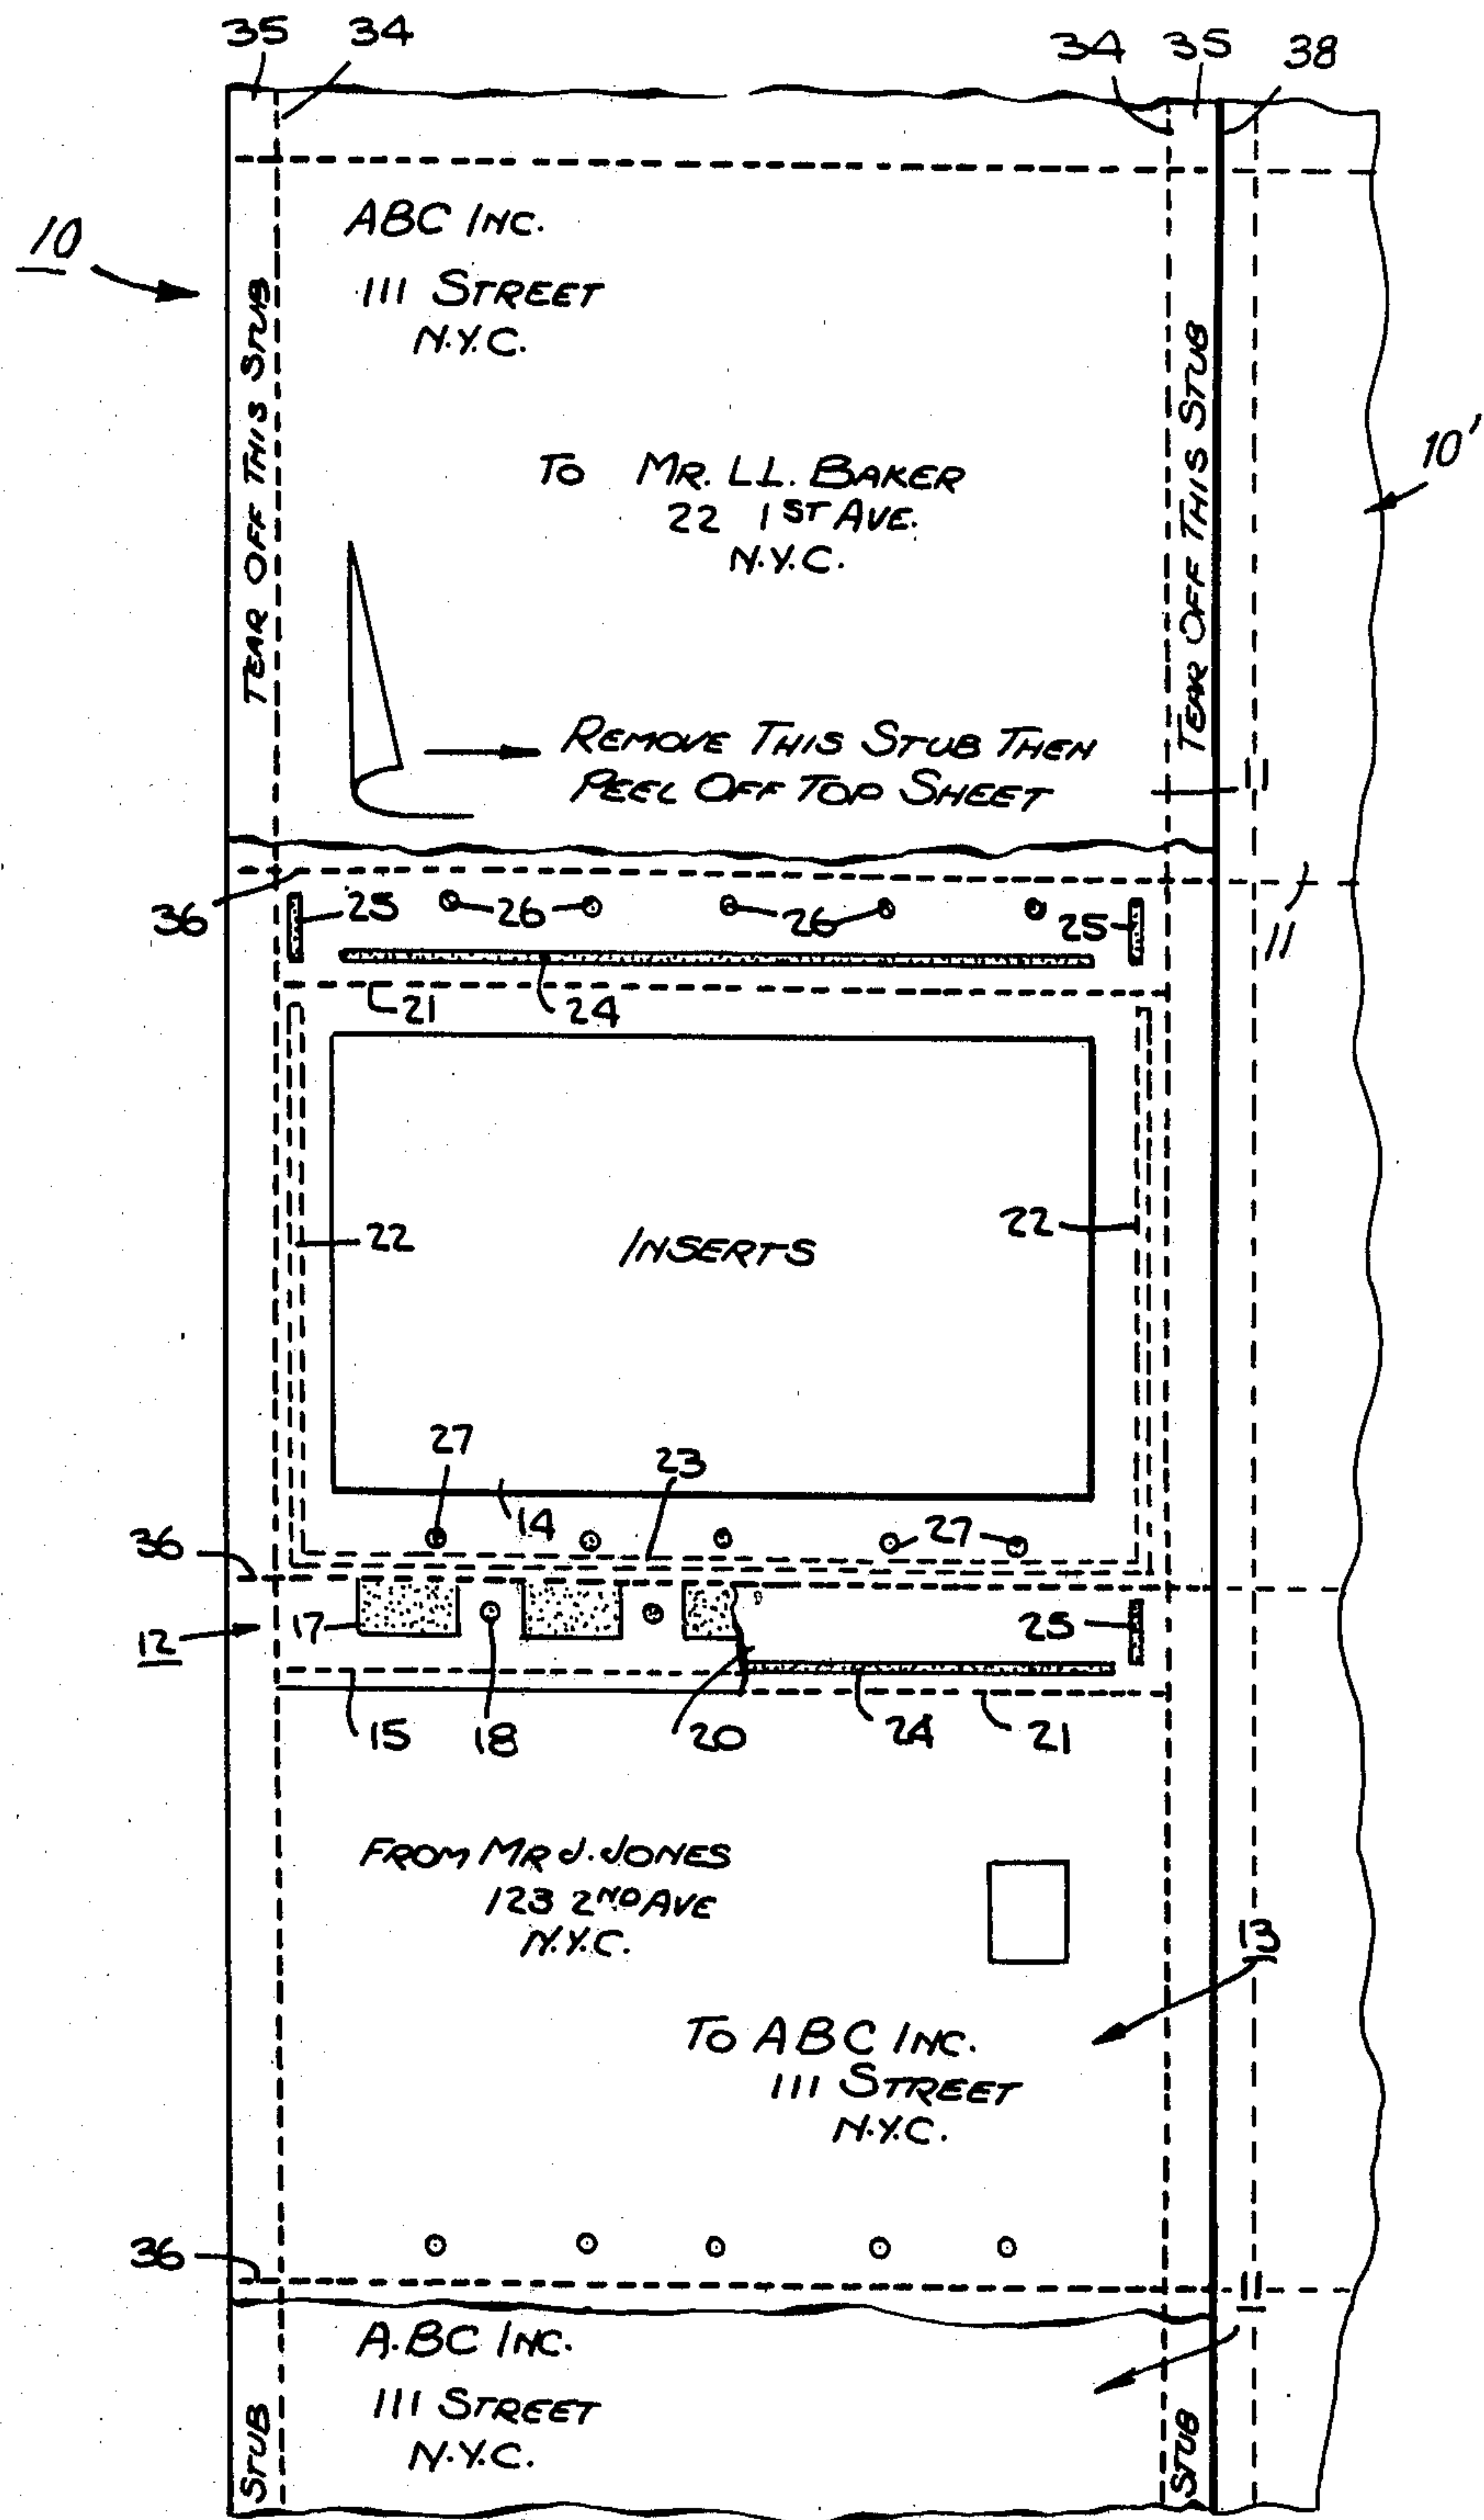 35 34 34 35 38
10
ABC INC.
111 STREET
N.Y.C.
TEAR OFF THIS STUB
TEAR OFF THIS STUB
10'
TO MR. L.L. BAKER
22 1ST AVE.
N.Y.C.
REMOVE THIS STUB THEN
PEEL OFF TOP SHEET
11
36 25 26 26 25 11
21 24
22 INSERTS 22
27 23
14 27
36
12 17 25
15 18 20 24 21
FROM MR J. JONES
123 2ND AVE
N.Y.C.
13
TO ABC INC.
111 STREET
N.Y.C.
36 11
A.BC INC.
111 STREET
N.Y.C.
STUB
STUB